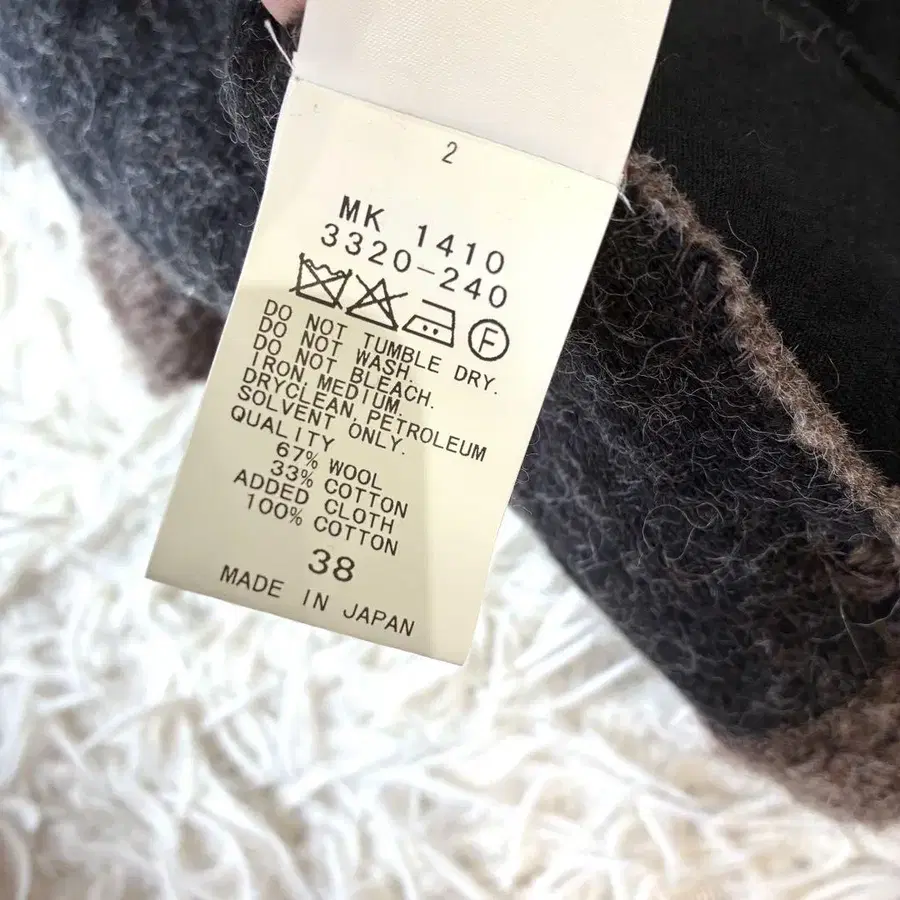 2
MK 1410
3320-240
F
DO NOT TUMBLE DRY.
DO NOT WASH.
DO NOT BLEACH.
IRON MEDIUM.
DRYCLEAN, PETROLEUM
SOLVENT ONLY.
QUALITY
67% WOOL
33% COTTON
ADDED CLOTH
100% COTTON
38
MADE IN JAPAN